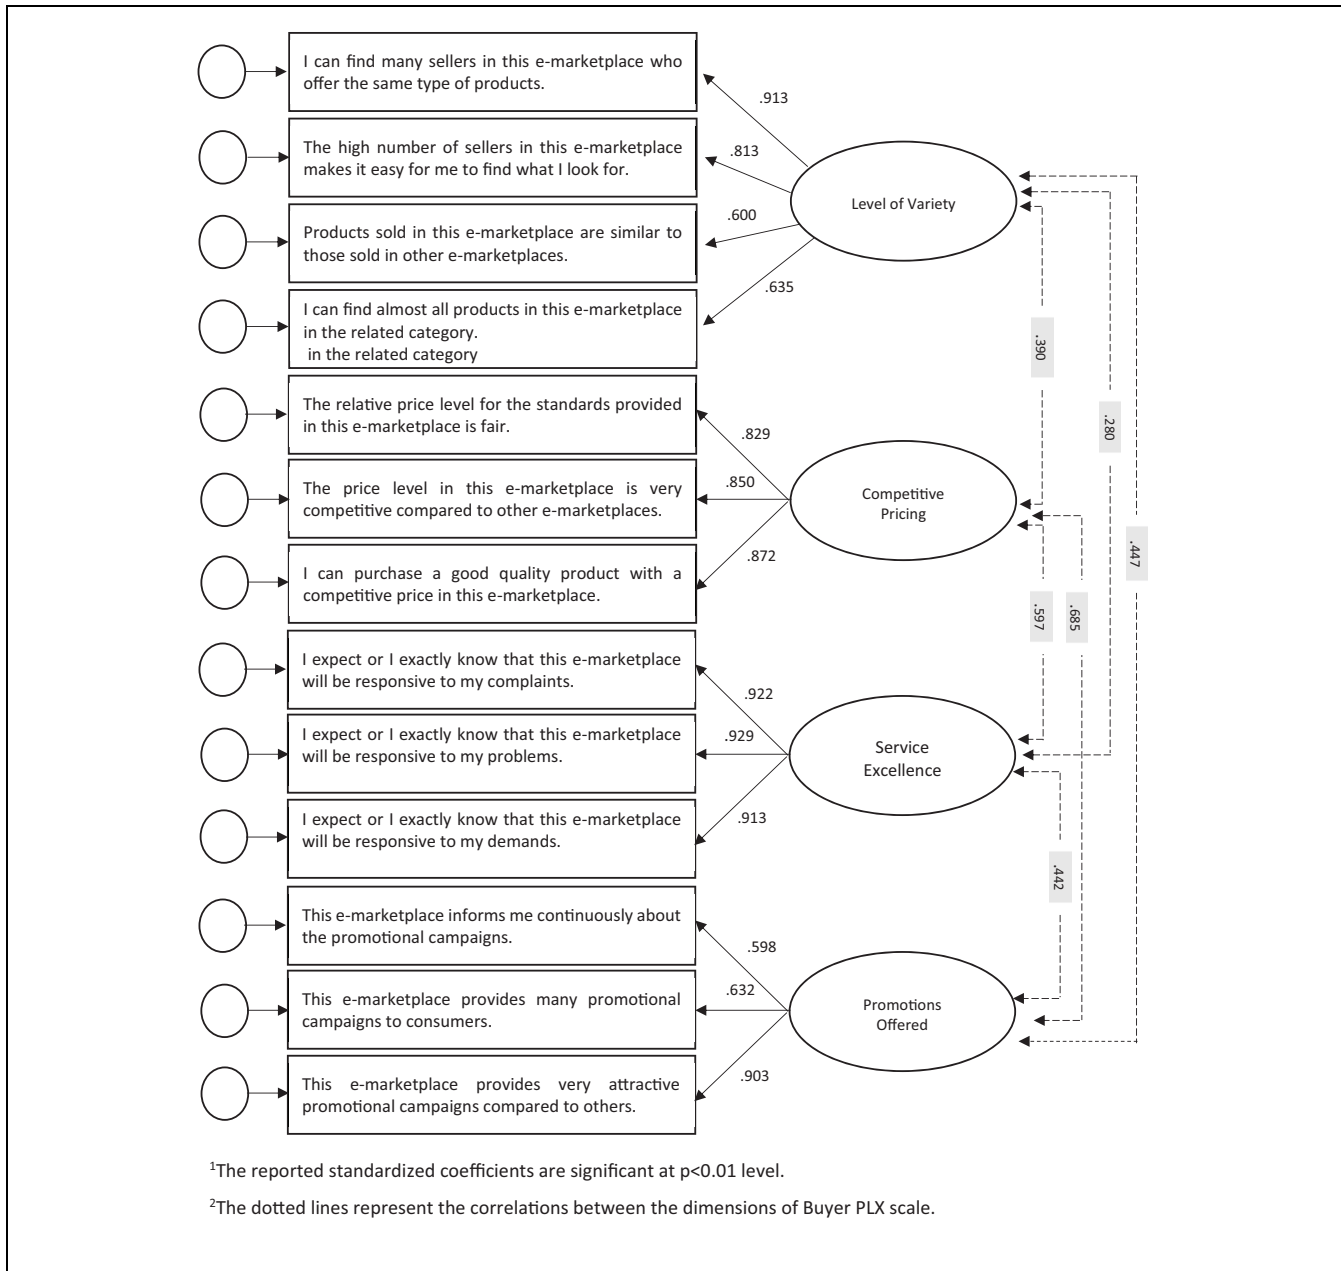 I can find many sellers in this e-marketplace who
offer the same type of products.
.913
The high number of sellers in this e-marketplace
makes it easy for me to find what I look for.
.813
Level of Variety
Products sold in this e-marketplace are similar to
those sold in other e-marketplaces.
.600
I can find almost all products in this e-marketplace
in the related category.
in the related category
.635
.390
The relative price level for the standards provided
in this e-marketplace is fair.
.829
.280
The price level in this e-marketplace is very
competitive compared to other e-marketplaces.
.850
Competitive
Pricing
.447
I can purchase a good quality product with a
competitive price in this e-marketplace.
.872
.597
.685
I expect or I exactly know that this e-marketplace
will be responsive to my complaints.
.922
I expect or I exactly know that this e-marketplace
will be responsive to my problems.
.929
Service
Excellence
I expect or I exactly know that this e-marketplace
will be responsive to my demands.
.913
.442
This e-marketplace informs me continuously about
the promotional campaigns.
.598
This e-marketplace provides many promotional
campaigns to consumers.
.632
Promotions
Offered
This e-marketplace provides very attractive
promotional campaigns compared to others.
.903
¹The reported standardized coefficients are significant at p<0.01 level.
²The dotted lines represent the correlations between the dimensions of Buyer PLX scale.